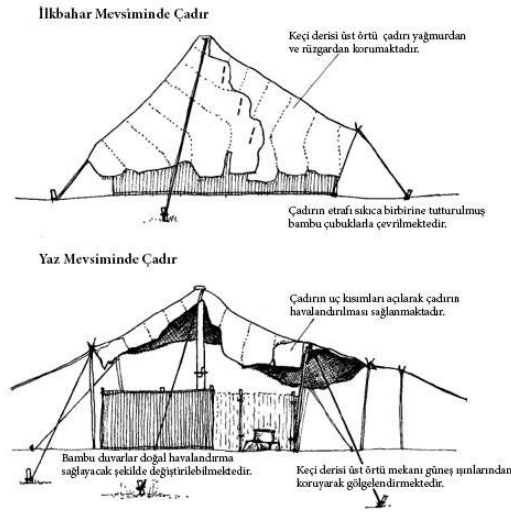 İlkbahar Mevsiminde Çadır
Keçi derisi üst örtü çadırı yağmurdan
ve rüzgardan korumaktadır.
Çadırın etrafı sıkıca birbirine tutturulmuş
bambu çubuklarla çevrilmektedir.
Yaz Mevsiminde Çadır
Çadırın uç kısımları açılarak çadırın
havalandırılması sağlanmaktadır.
Bambu duvarlar doğal havalandırma
sağlayacak şekilde değiştirilebilmektedir.
Keçi derisi üst örtü mekanı güneş ışınlarından
koruyarak gölgelendirmektedir.